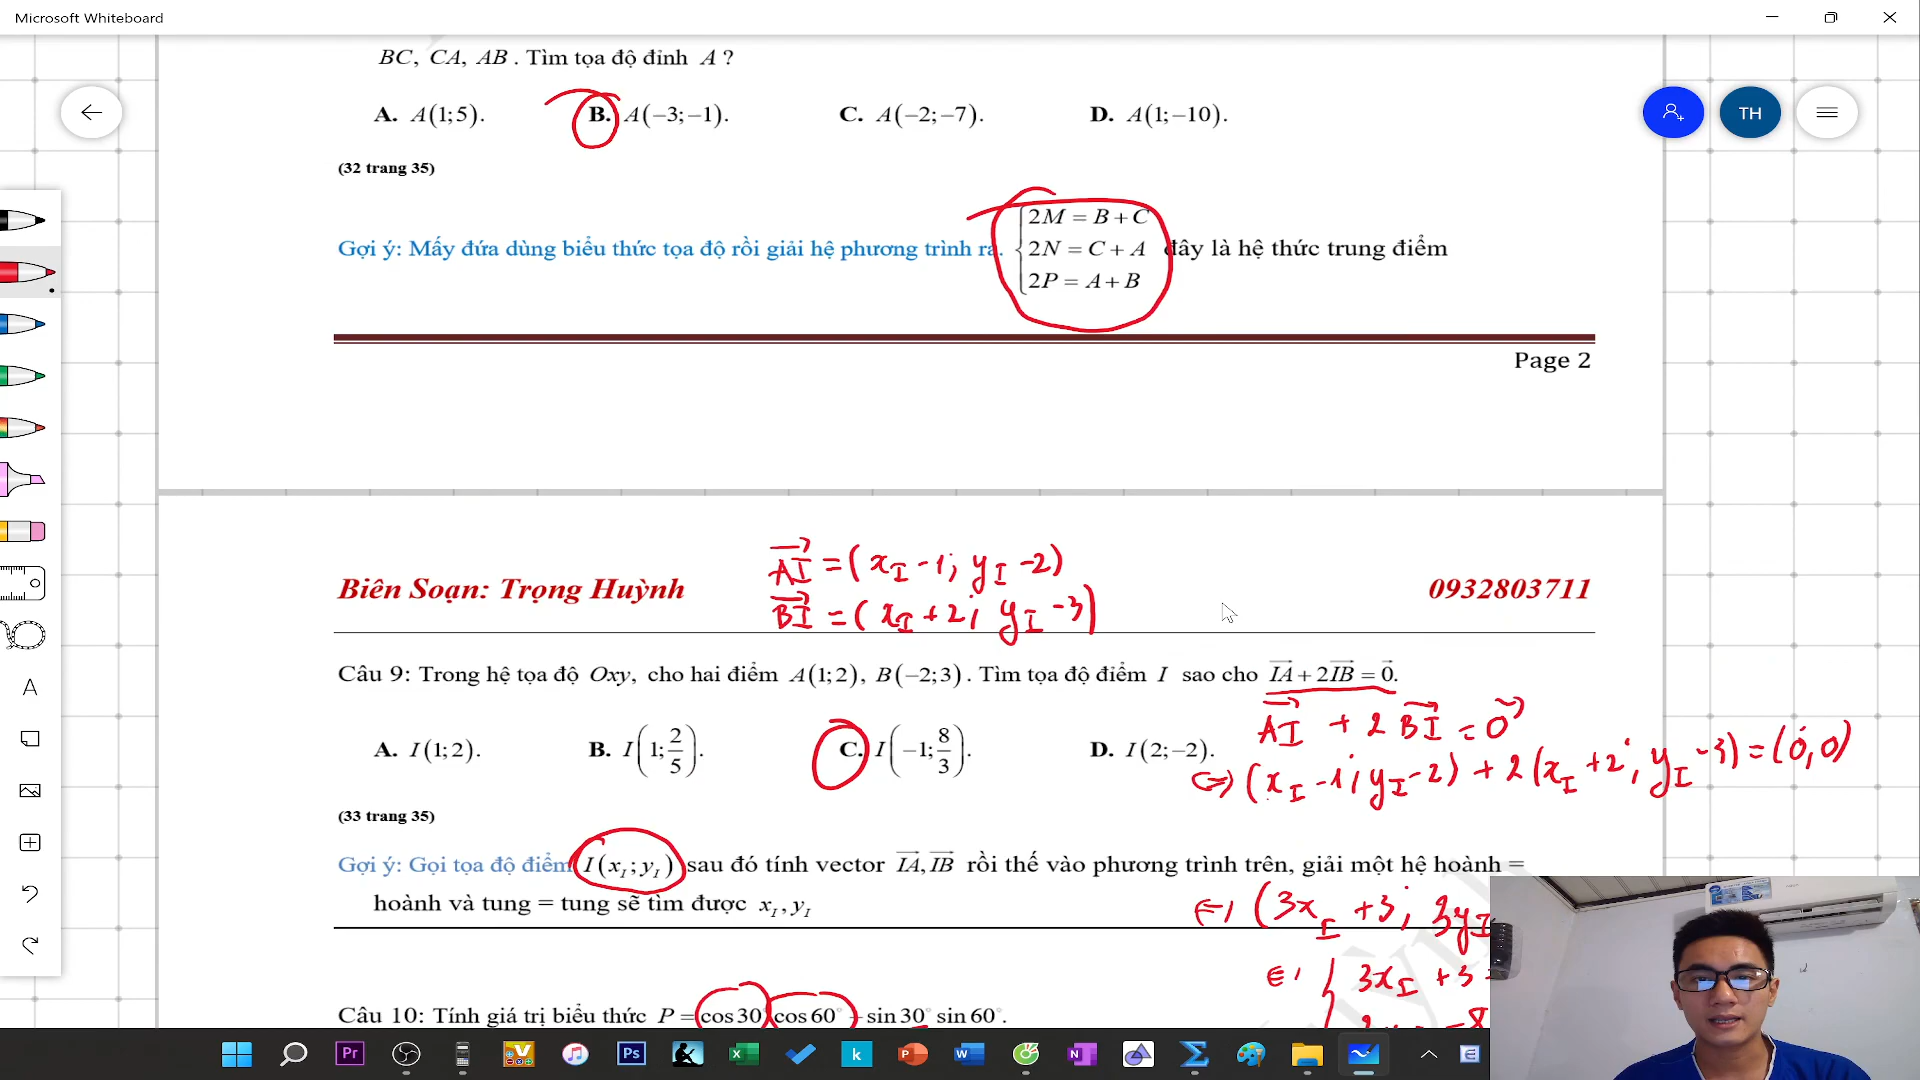 Microsoft Whiteboard
BC, CA, AB. Tìm tọa độ đỉnh A ?
A. A(1;5). B. A(−3;−1). C. A(−2;−7). D. A(1;−10).
TH
(32 trang 35)
Gợi ý: Mấy đứa dùng biểu thức tọa độ rồi giải hệ phương trình ra.
2M = B + C
2N = C + A
2P = A + B
đây là hệ thức trung điểm
Page 2
AI = (xI −1; yI −2)
Biên Soạn: Trọng Huỳnh
0932803711
BI = (xI + 2; yI −3)
Câu 9: Trong hệ tọa độ Oxy, cho hai điểm A(1;2), B(−2;3). Tìm tọa độ điểm I sao cho IA + 2IB = 0.
AI + 2 BI = 0
A. I(1;2). B. I(1; 2/5). C. I(−1; 8/3). D. I(2;−2).
⇔ (xI −1; yI −2) + 2(xI +2; yI −3) = (0,0)
(33 trang 35)
Gợi ý: Gọi tọa độ điểm I(xI; yI) sau đó tính vector IA, IB rồi thế vào phương trình trên, giải một hệ hoành =
hoành và tung = tung sẽ tìm được xI, yI
(3xI +3; 3yI
3xI +3
Câu 10: Tính giá trị biểu thức P = cos30° cos60° − sin30° sin60°.
−8